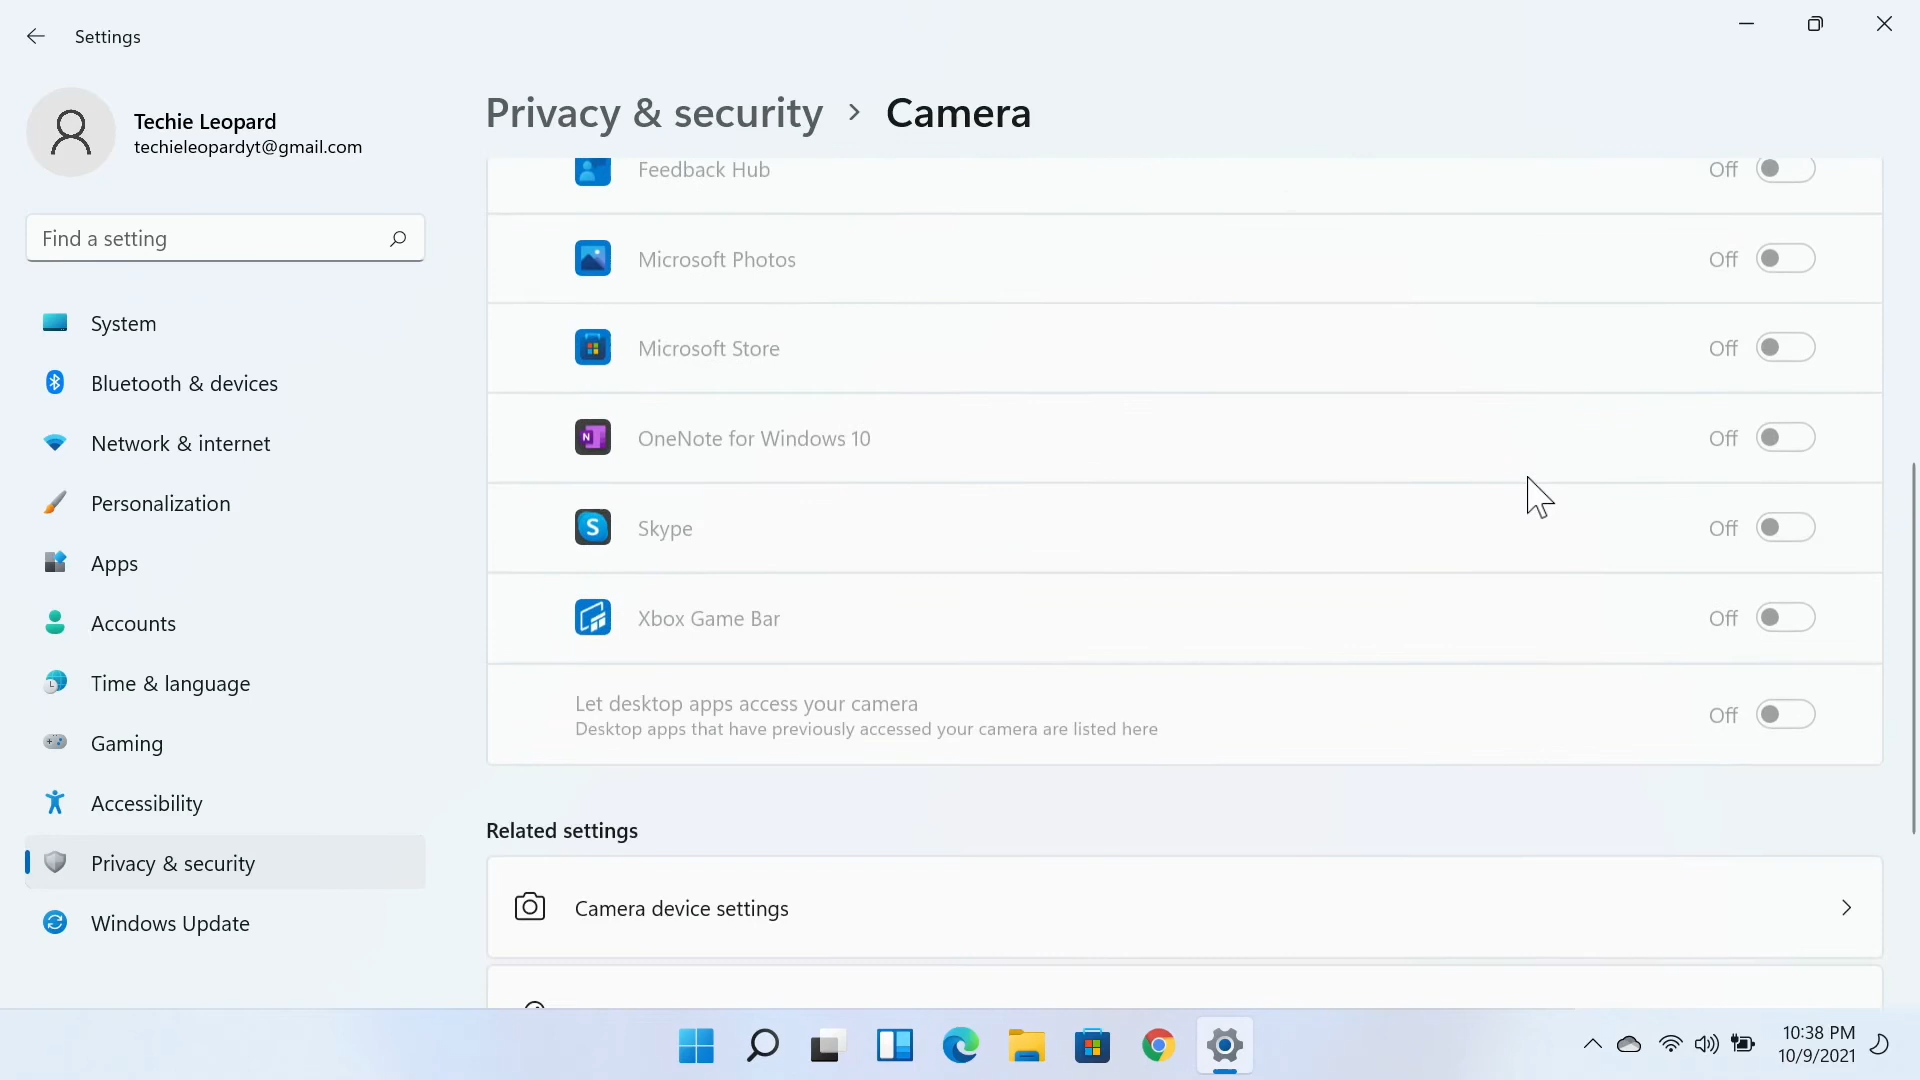 Settings
Techie Leopard
techieleopardyt@gmail.com
Find a setting
System
Bluetooth & devices
Network & internet
Personalization
Apps
Accounts
Time & language
Gaming
Accessibility
Privacy & security
Windows Update
Privacy & security > Camera
Feedback Hub Off
Microsoft Photos Off
Microsoft Store Off
OneNote for Windows 10 Off
Skype Off
Xbox Game Bar Off
Let desktop apps access your camera Off
Desktop apps that have previously accessed your camera are listed here
Related settings
Camera device settings
10:38 PM
10/9/2021